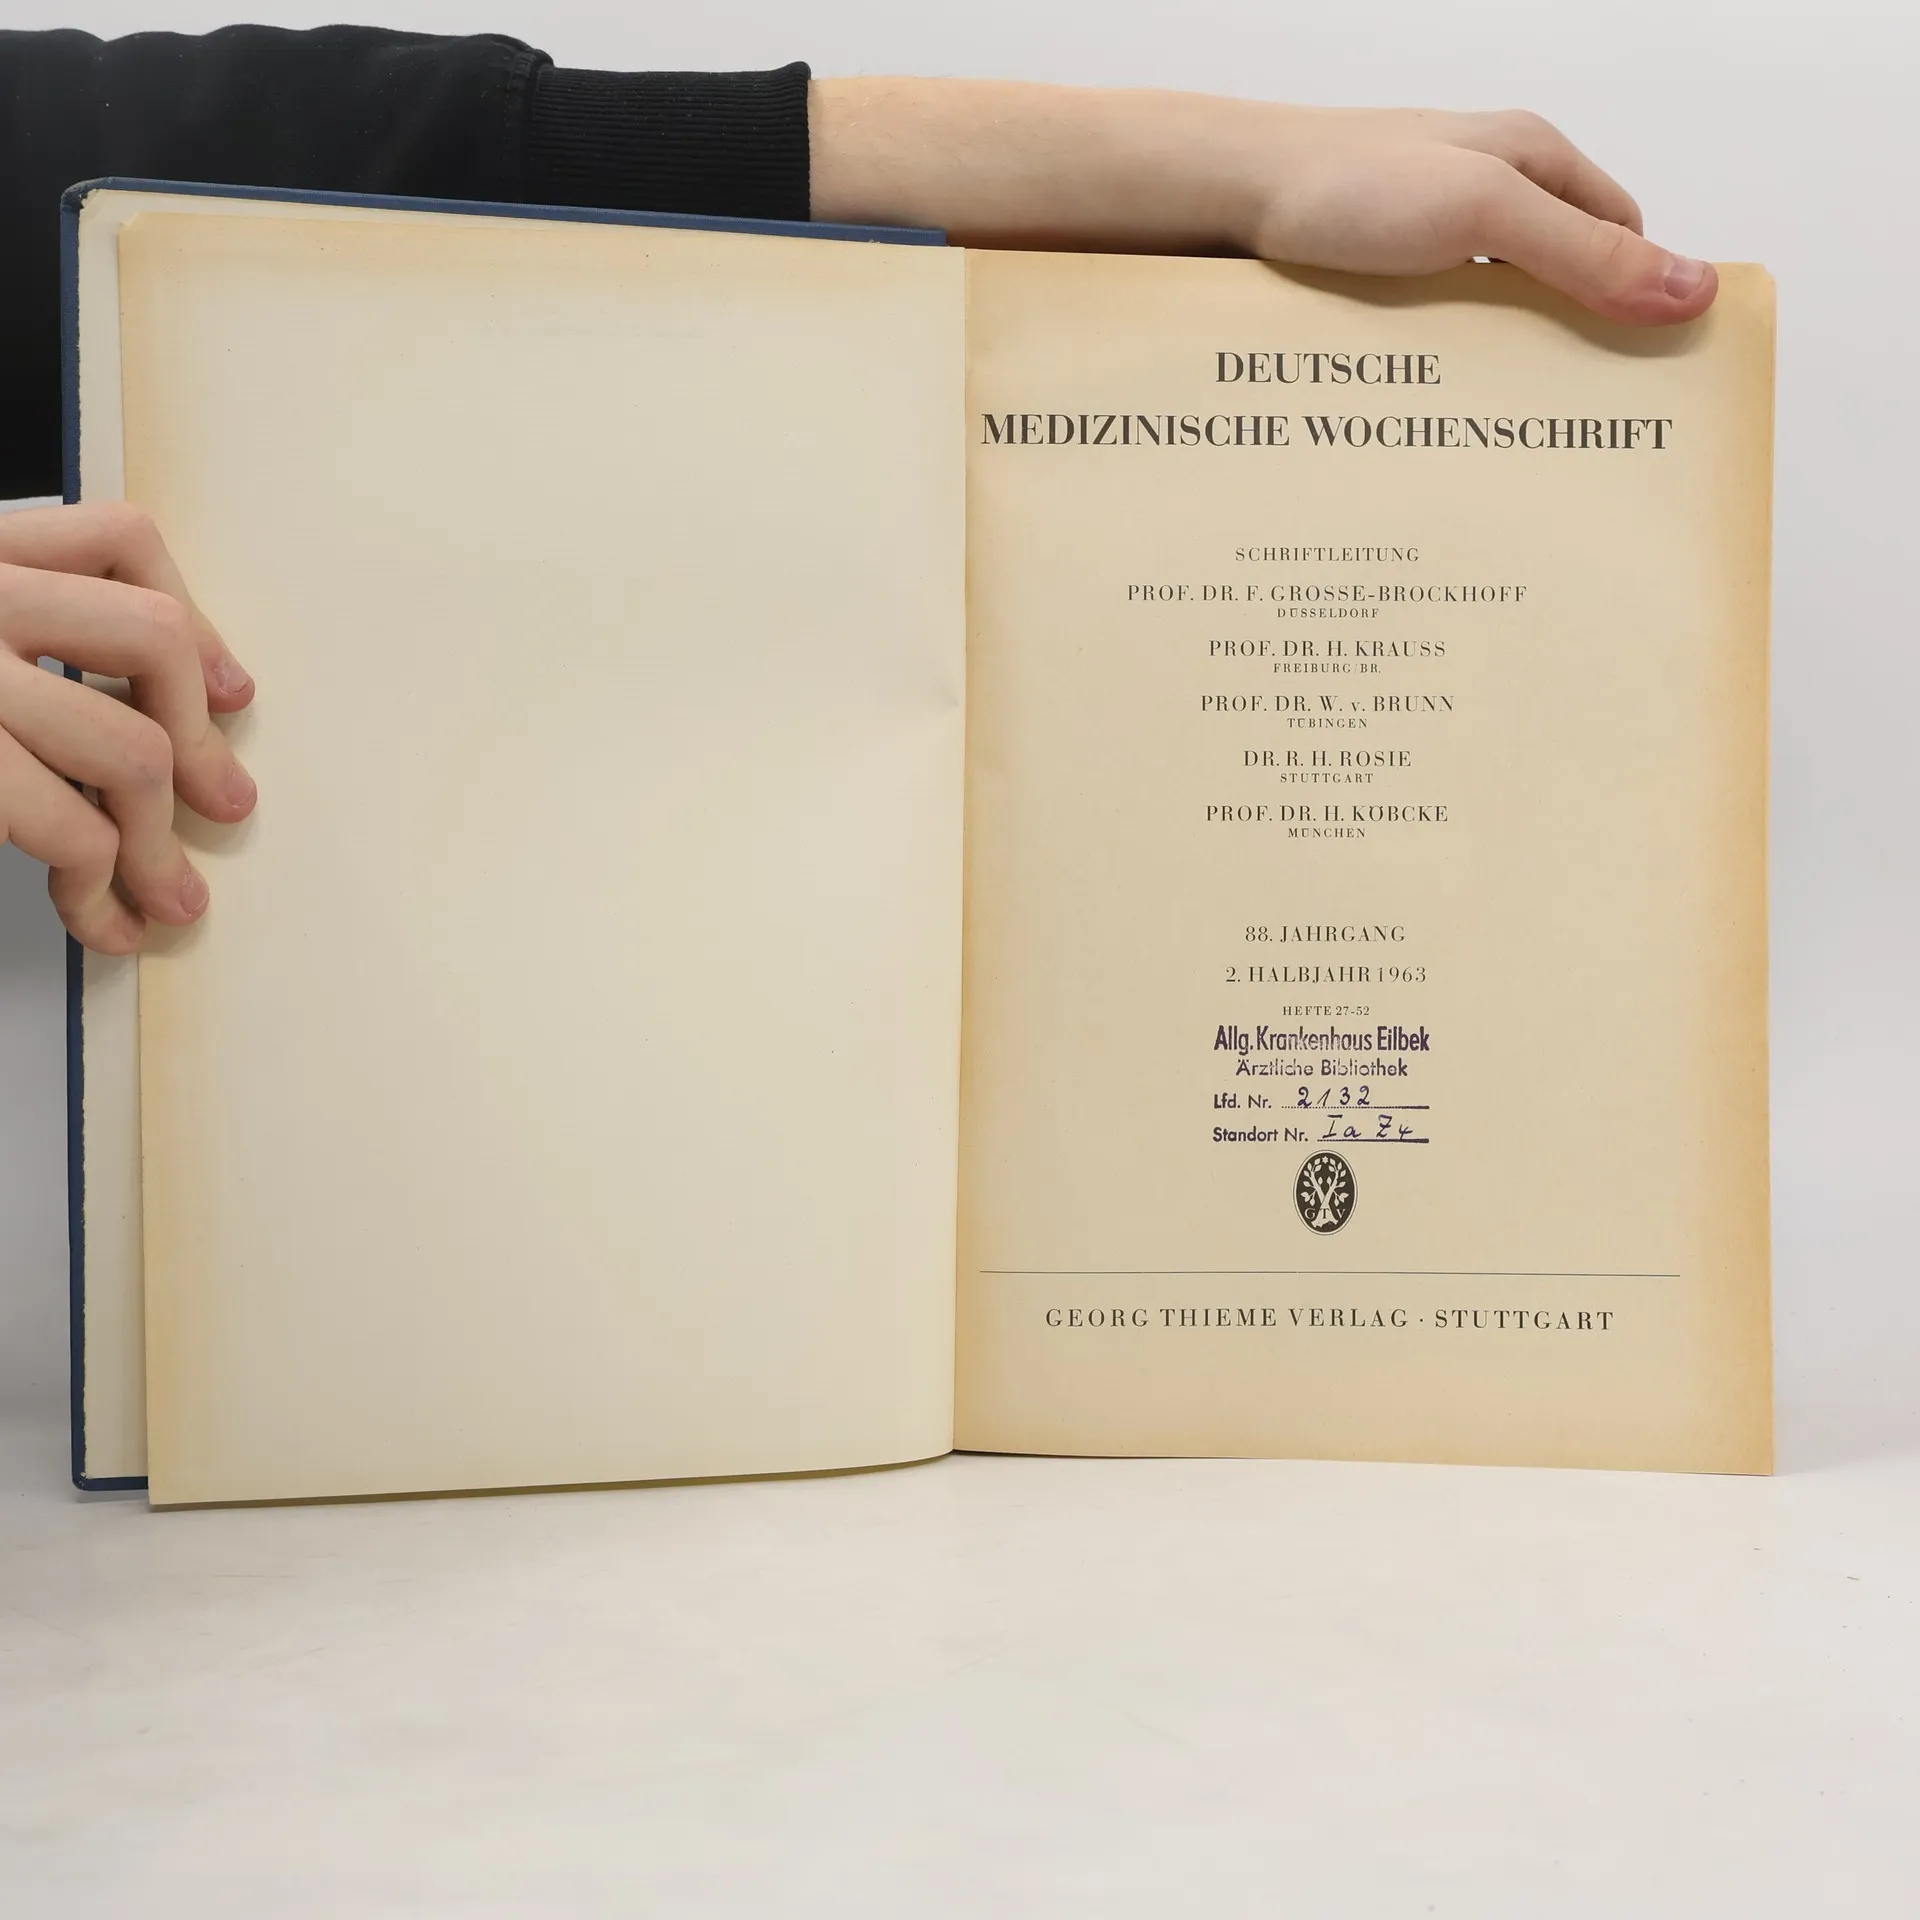 DEUTSCHE
MEDIZINISCHE WOCHENSCHRIFT
SCHRIFTLEITUNG
PROF. DR. F. GROSSE-BROCKHOFF
DÜSSELDORF
PROF. DR. H. KRAUSS
FREIBURG/BR.
PROF. DR. W. v. BRUNN
TÜBINGEN
DR. R. H. ROSIE
STUTTGART
PROF. DR. H. KÖBCKE
MÜNCHEN
88. JAHRGANG
2. HALBJAHR 1963
HEFTE 27-52
Allg. Krankenhaus Eilbek
Ärztliche Bibliothek
Lfd. Nr. 2132
Standort Nr. Ia Z4
GTV
GEORG THIEME VERLAG · STUTTGART